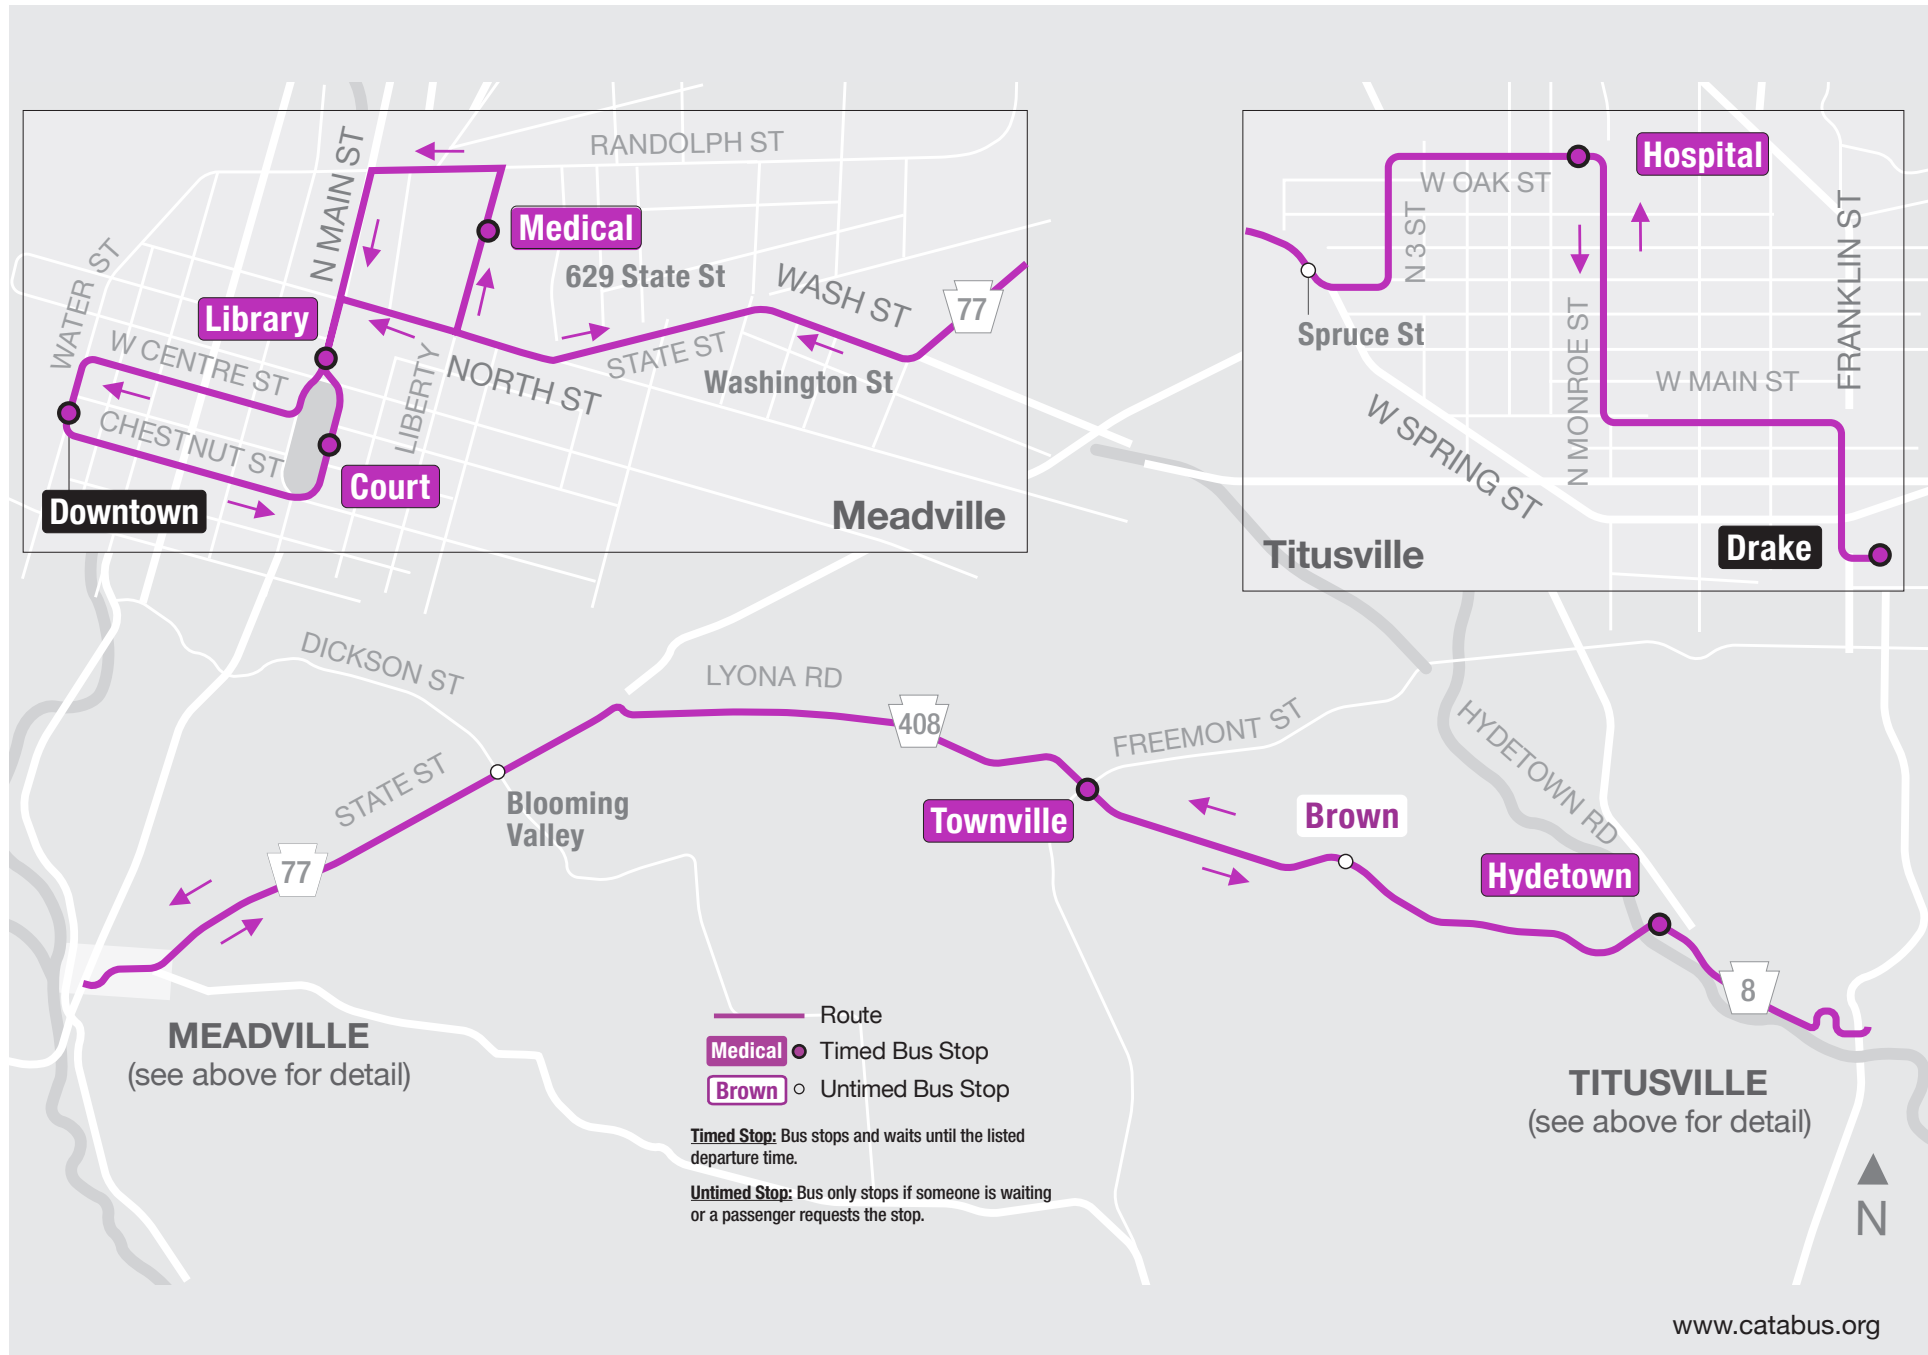 RANDOLPH ST
N MAIN ST
Medical
629 State St
WASH ST
77
WATER ST
Library
W CENTRE ST
LIBERTY
NORTH ST
STATE ST
Washington St
CHESTNUT ST
Court
Downtown
Meadville
Hospital
W OAK ST
N 3 ST
FRANKLIN ST
Spruce St
N MONROE ST
W MAIN ST
W SPRING ST
Drake
Titusville
DICKSON ST
LYONA RD
408
FREEMONT ST
HYDETOWN RD
STATE ST
Blooming
Valley
Townville
Brown
77
Hydetown
8
MEADVILLE
(see above for detail)
Route
Medical
Timed Bus Stop
Brown
Untimed Bus Stop
Timed Stop: Bus stops and waits until the listed
departure time.
Untimed Stop: Bus only stops if someone is waiting
or a passenger requests the stop.
TITUSVILLE
(see above for detail)
N
www.catabus.org